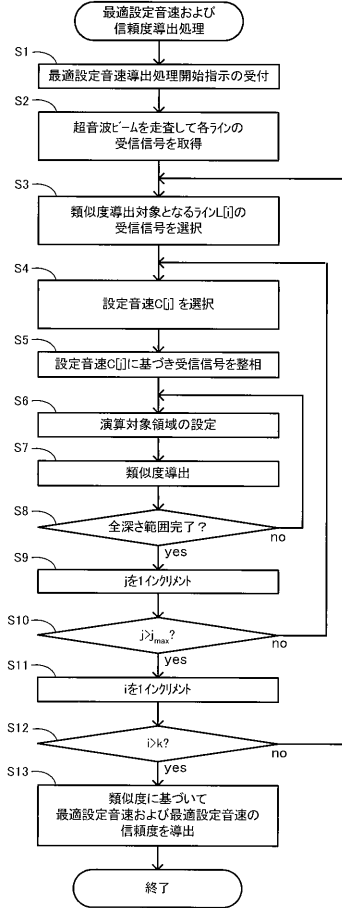 最適設定音速および
信頼度導出処理
S1
最適設定音速導出処理開始指示の受付
S2
超音波ビームを走査して各ラインの
受信信号を取得
S3
類似度導出対象となるラインL[i]の
受信信号を選択
S4
設定音速C[j] を選択
S5
設定音速C[j]に基づき受信信号を整相
S6
演算対象領域の設定
S7
類似度導出
S8
全深さ範囲完了？
no
yes
S9
jを1インクリメント
S10
j>jmax?
no
yes
S11
iを1インクリメント
S12
i>k?
no
yes
S13
類似度に基づいて
最適設定音速および最適設定音速の
信頼度を導出
終了